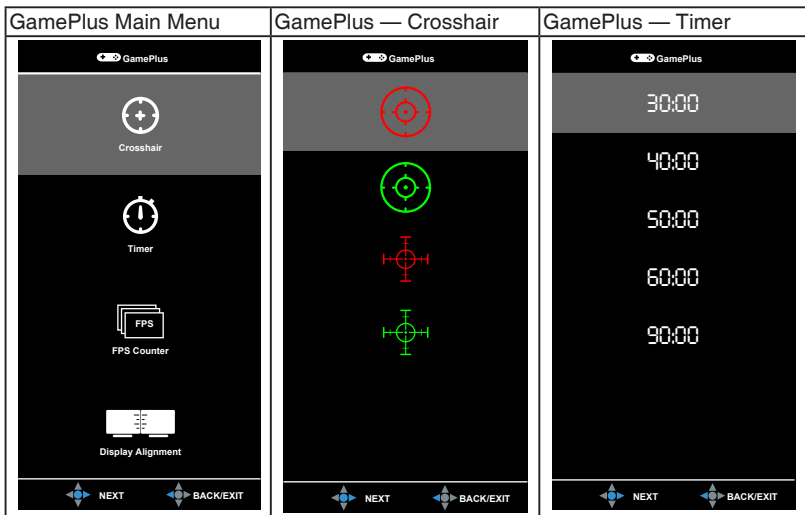 GamePlus Main Menu
GamePlus — Crosshair
GamePlus — Timer
GamePlus
Crosshair
Timer
FPS
FPS Counter
Display Alignment
NEXT BACK/EXIT
GamePlus
NEXT BACK/EXIT
GamePlus
30:00
40:00
50:00
60:00
90:00
NEXT BACK/EXIT